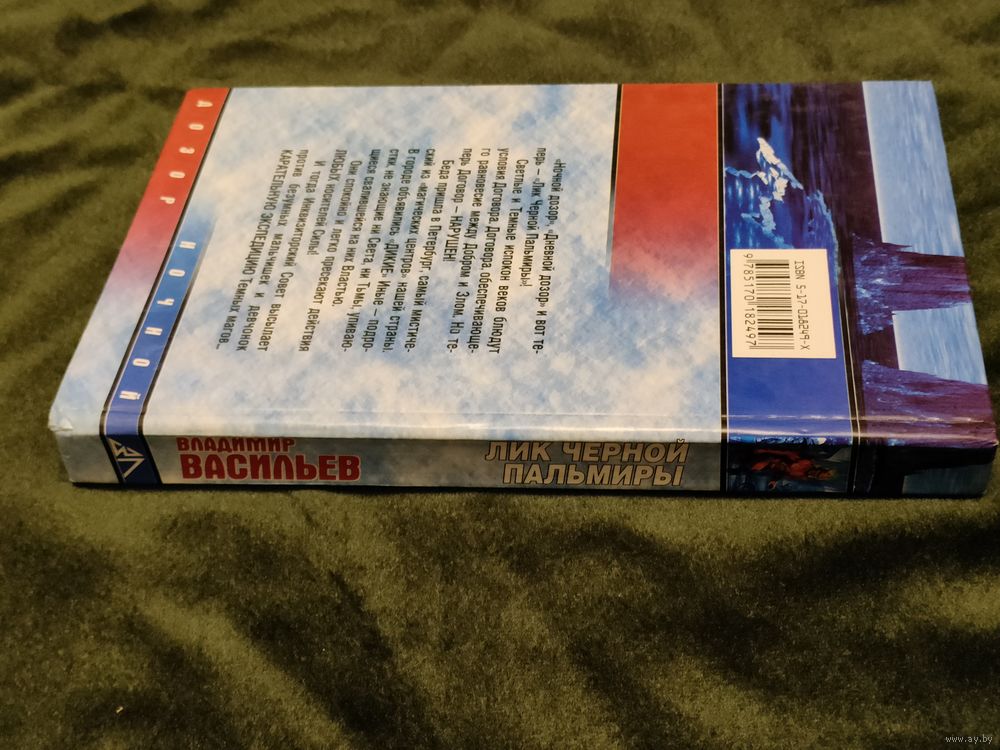 НОЧНОЙ ДОЗОР
«Ночной дозор», «Дневной дозор» и вот те-
перь — «Лик Черной Пальмиры»!
Светлые и Темные испокон веков блюдут
условия Договора. Договора, обеспечивающе-
го равновесие между Добром и Злом. Но те-
перь Договор — НАРУШЕН!
Беда пришла в Петербург, самый мистиче-
ский из «магических центров» нашей страны.
В городе объявились «ДИКИЕ» Иные — подро-
стки, не знающие ни Света, ни Тьмы, упиваю-
щиеся свалившейся на них Властью.
Они спокойно и легко пресекают действия
ЛЮБЫХ носителей Силы!
И тогда Инквизиторский Совет высылает
против безумных мальчишек и девчонок
КАРАТЕЛЬНУЮ ЭКСПЕДИЦИЮ Темных магов...
ISBN 5-17-018249-X
9785170182497
ВЛАДИМИР
ВАСИЛЬЕВ
ЛИК ЧЕРНОЙ
ПАЛЬМИРЫ
www.ay.by